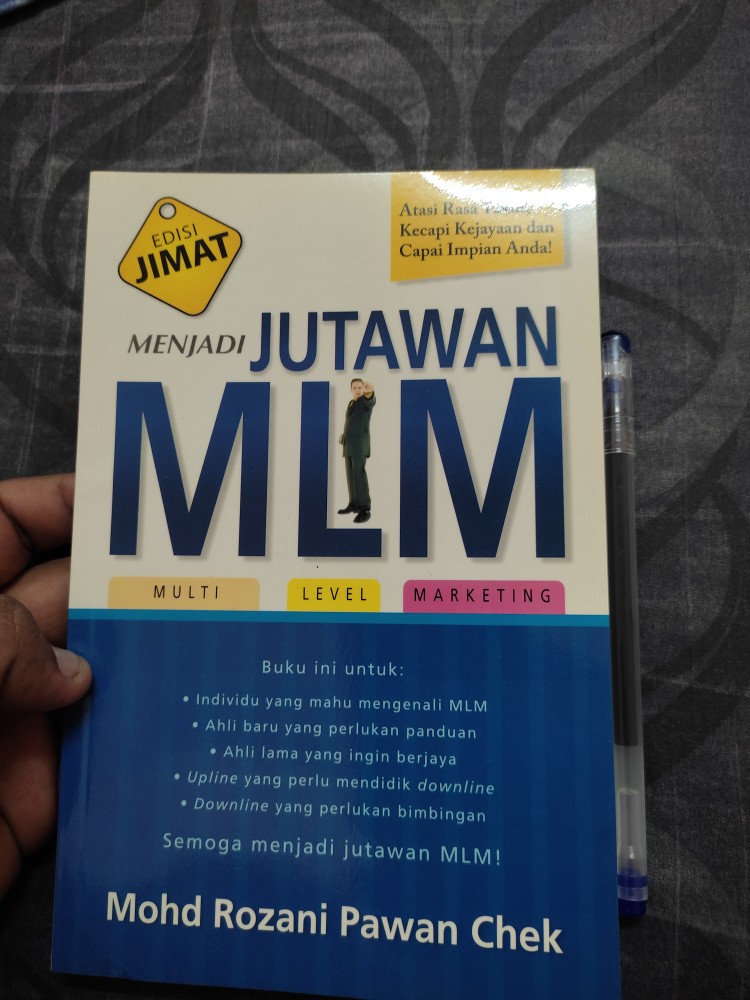 EDISI
JIMAT
Atasi Rasa
Kecapi Kejayaan dan
Capai Impian Anda!
MENJADI JUTAWAN
MLM
MULTI LEVEL MARKETING
Buku ini untuk:
• Individu yang mahu mengenali MLM
• Ahli baru yang perlukan panduan
• Ahli lama yang ingin berjaya
• Upline yang perlu mendidik downline
• Downline yang perlukan bimbingan
Semoga menjadi jutawan MLM!
Mohd Rozani Pawan Chek